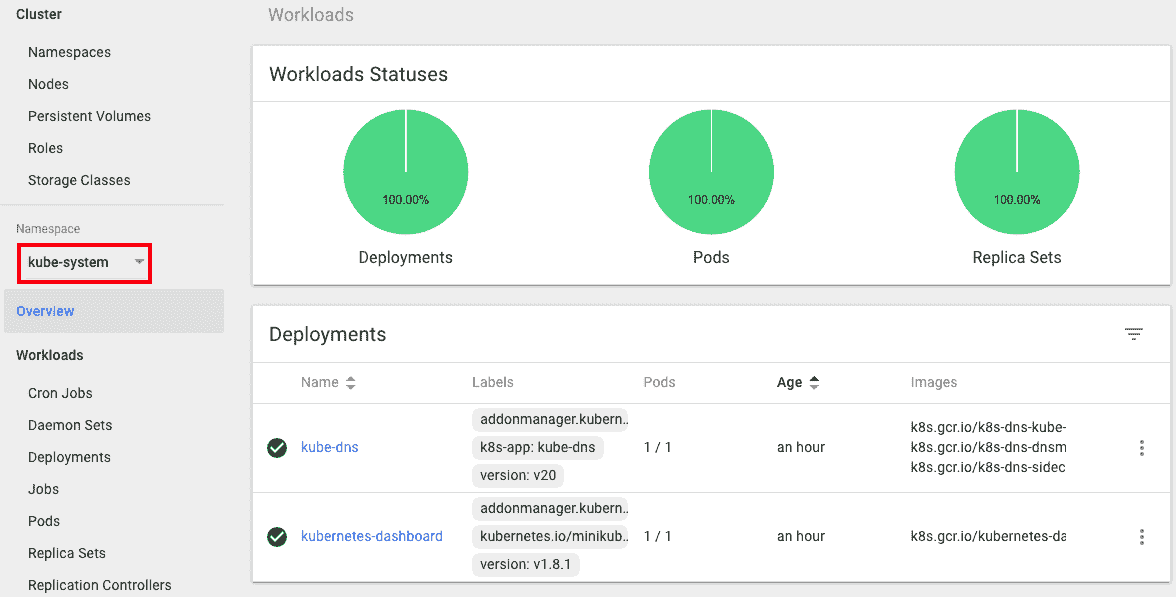 Cluster
Namespaces
Nodes
Persistent Volumes
Roles
Storage Classes
Namespace
kube-system
Overview
Workloads
Cron Jobs
Daemon Sets
Deployments
Jobs
Pods
Replica Sets
Replication Controllers
Workloads
Workloads Statuses
100.00%
Deployments
100.00%
Pods
100.00%
Replica Sets
Deployments
Name Labels Pods Age Images
kube-dns
addonmanager.kubern..
k8s-app: kube-dns
version: v20
1 / 1
an hour
k8s.gcr.io/k8s-dns-kube-
k8s.gcr.io/k8s-dns-dnsm
k8s.gcr.io/k8s-dns-sidec
kubernetes-dashboard
addonmanager.kubern..
kubernetes.io/minikub..
version: v1.8.1
1 / 1
an hour
k8s.gcr.io/kubernetes-da